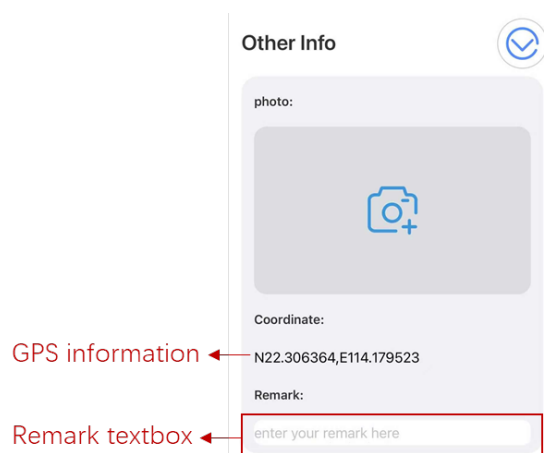 Other Info
photo:
Coordinate:
GPS information
N22.306364,E114.179523
Remark:
Remark textbox
enter your remark here